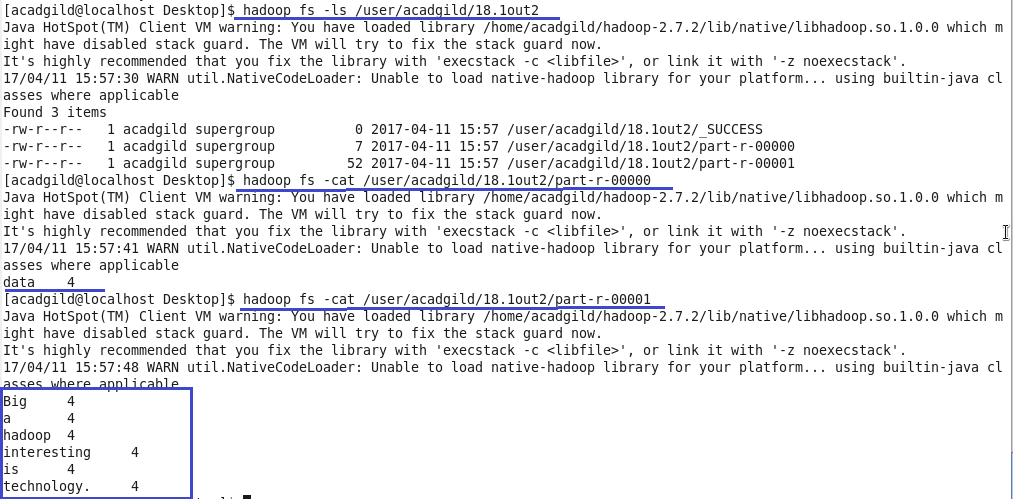 [acadgild@localhost Desktop]$ hadoop fs -ls /user/acadgild/18.1out2
Java HotSpot(TM) Client VM warning: You have loaded library /home/acadgild/hadoop-2.7.2/lib/native/libhadoop.so.1.0.0 which m
ight have disabled stack guard. The VM will try to fix the stack guard now.
It's highly recommended that you fix the library with 'execstack -c <libfile>', or link it with '-z noexecstack'.
17/04/11 15:57:30 WARN util.NativeCodeLoader: Unable to load native-hadoop library for your platform... using builtin-java cl
asses where applicable
Found 3 items
-rw-r--r--   1 acadgild supergroup          0 2017-04-11 15:57 /user/acadgild/18.1out2/_SUCCESS
-rw-r--r--   1 acadgild supergroup          7 2017-04-11 15:57 /user/acadgild/18.1out2/part-r-00000
-rw-r--r--   1 acadgild supergroup         52 2017-04-11 15:57 /user/acadgild/18.1out2/part-r-00001
[acadgild@localhost Desktop]$ hadoop fs -cat /user/acadgild/18.1out2/part-r-00000
Java HotSpot(TM) Client VM warning: You have loaded library /home/acadgild/hadoop-2.7.2/lib/native/libhadoop.so.1.0.0 which m
ight have disabled stack guard. The VM will try to fix the stack guard now.
It's highly recommended that you fix the library with 'execstack -c <libfile>', or link it with '-z noexecstack'.
17/04/11 15:57:41 WARN util.NativeCodeLoader: Unable to load native-hadoop library for your platform... using builtin-java cl
asses where applicable
data    4
[acadgild@localhost Desktop]$ hadoop fs -cat /user/acadgild/18.1out2/part-r-00001
Java HotSpot(TM) Client VM warning: You have loaded library /home/acadgild/hadoop-2.7.2/lib/native/libhadoop.so.1.0.0 which m
ight have disabled stack guard. The VM will try to fix the stack guard now.
It's highly recommended that you fix the library with 'execstack -c <libfile>', or link it with '-z noexecstack'.
17/04/11 15:57:48 WARN util.NativeCodeLoader: Unable to load native-hadoop library for your platform... using builtin-java cl
asses where applicable
Big     4
a       4
hadoop  4
interesting     4
is      4
technology.     4